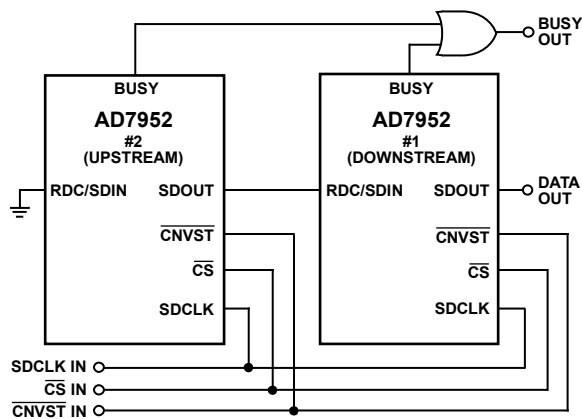 BUSY
OUT
BUSY
AD7952
#2
(UPSTREAM)
RDC/SDIN
SDOUT
CNVST
CS
SDCLK
BUSY
AD7952
#1
(DOWNSTREAM)
RDC/SDIN
SDOUT
CNVST
CS
SDCLK
DATA
OUT
SDCLK IN
CS IN
CNVST IN